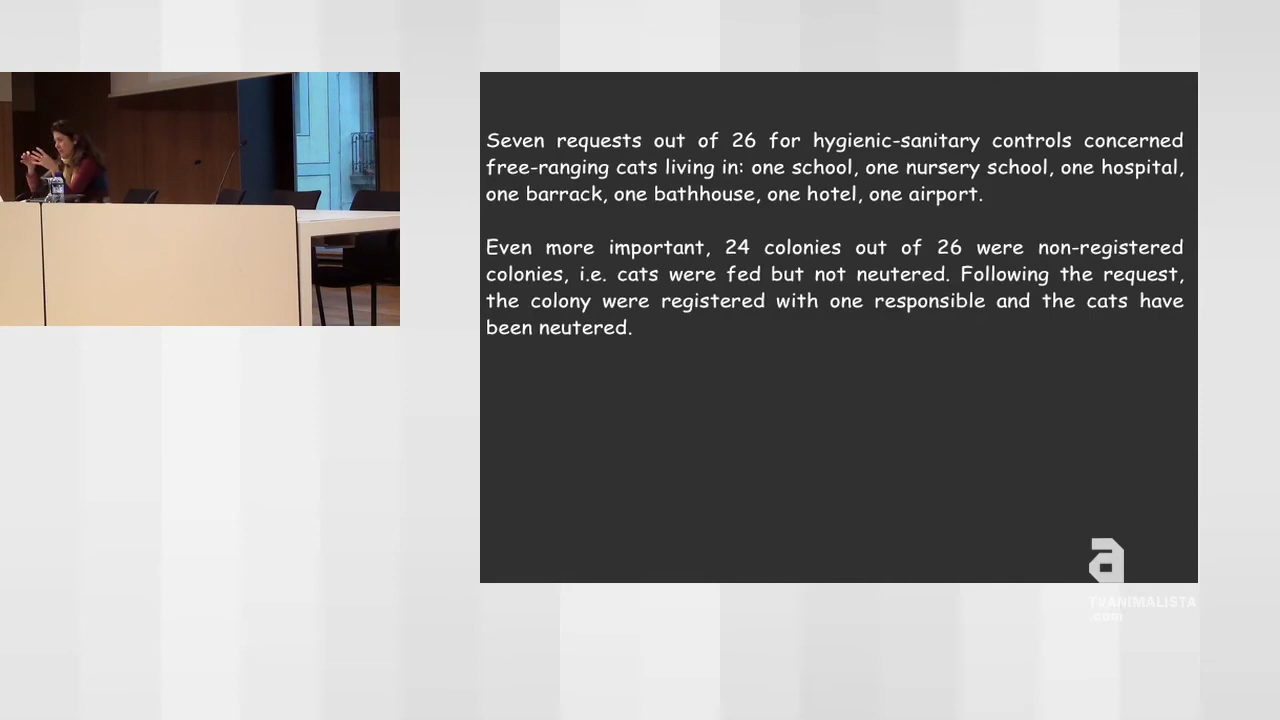 Seven requests out of 26 for hygienic-sanitary controls concerned
free-ranging cats living in: one school, one nursery school, one hospital,
one barrack, one bathhouse, one hotel, one airport.
Even more important, 24 colonies out of 26 were non-registered
colonies, i.e. cats were fed but not neutered. Following the request,
the colony were registered with one responsible and the cats have
been neutered.
a
TVANIMALISTA
.com